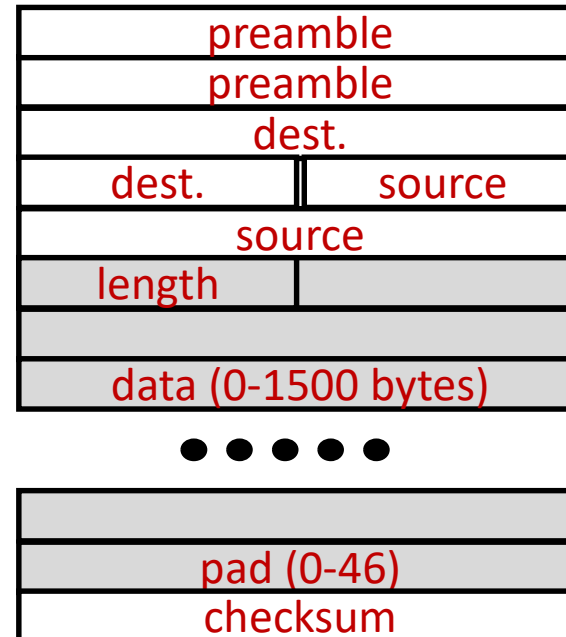 preamble
preamble
dest.
dest. source
source
length
data (0-1500 bytes)
pad (0-46)
checksum